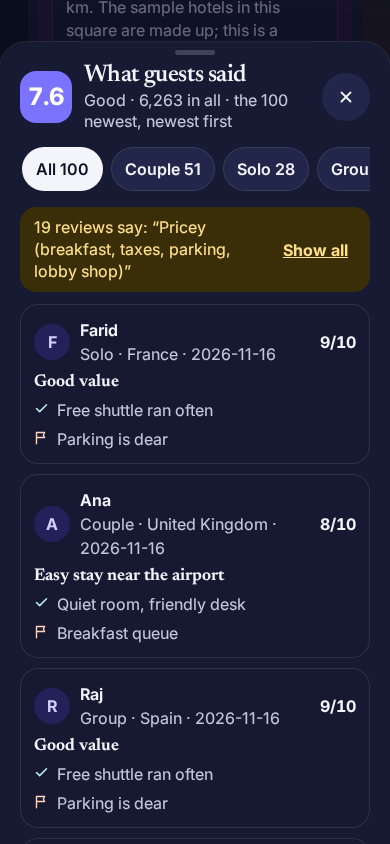 km. The sample hotels in this
square are made up; this is a
7.6
What guests said
Good · 6,263 in all · the 100
newest, newest first
All 100
Couple 51
Solo 28
Grou
19 reviews say: “Pricey
(breakfast, taxes, parking,
lobby shop)”
Show all
F
Farid
Solo · France · 2026-11-16
9/10
Good value
Free shuttle ran often
Parking is dear
A
Ana
Couple · United Kingdom ·
2026-11-16
8/10
Easy stay near the airport
Quiet room, friendly desk
Breakfast queue
R
Raj
Group · Spain · 2026-11-16
9/10
Good value
Free shuttle ran often
Parking is dear